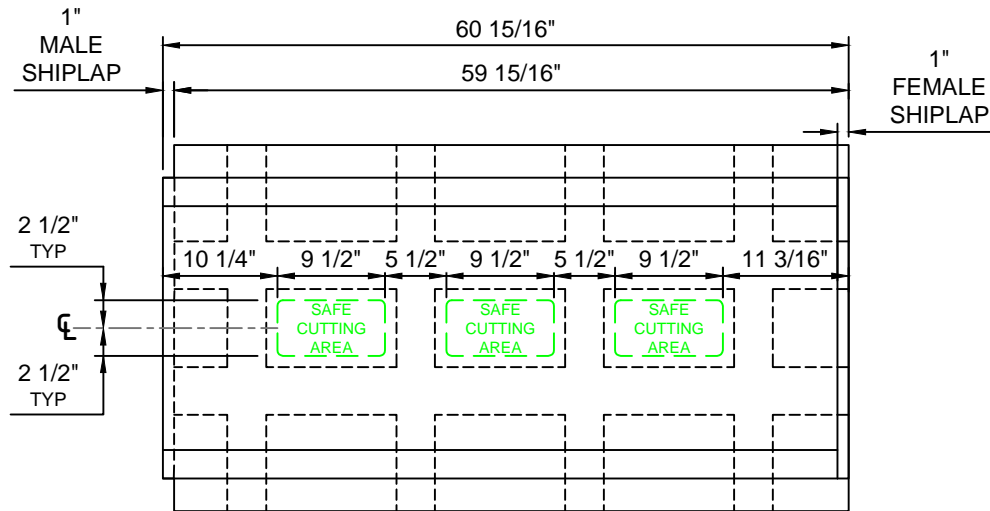 1"
MALE
SHIPLAP
60 15/16"
59 15/16"
1"
FEMALE
SHIPLAP
2 1/2"
TYP
10 1/4" 9 1/2" 5 1/2" 9 1/2" 5 1/2" 9 1/2" 11 3/16"
SAFE
CUTTING
AREA
SAFE
CUTTING
AREA
SAFE
CUTTING
AREA
℄
2 1/2"
TYP